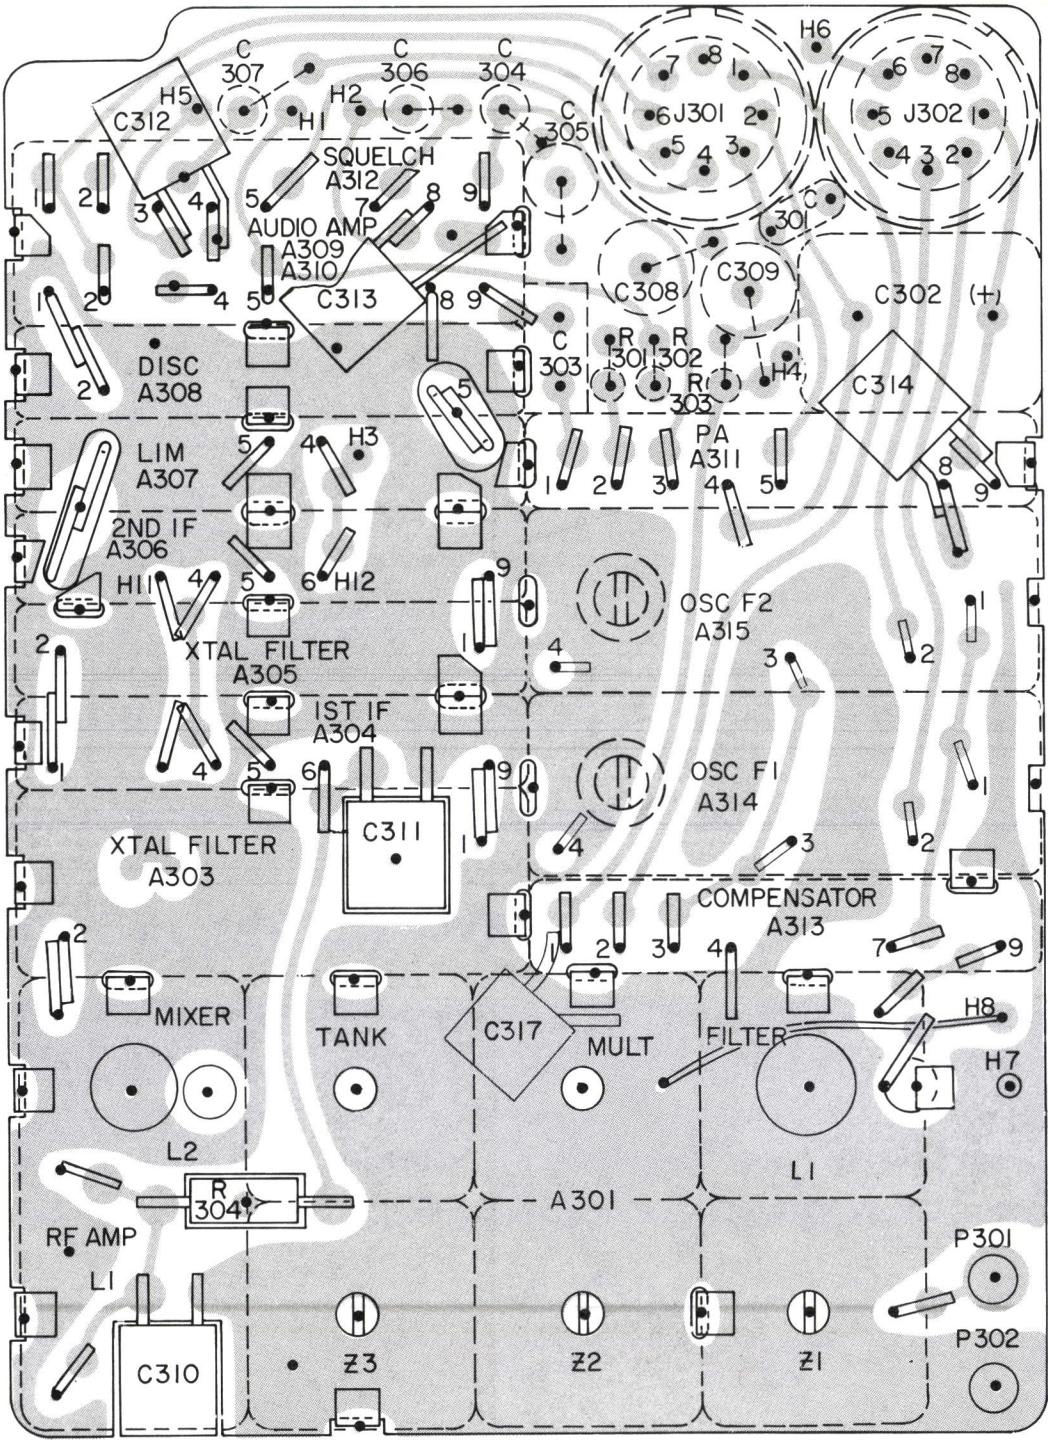 C 307
C 306
C 304
H6
H5
C312
H1
H2
C 305
7 8 1
6 J301 2
5 4 3
6 7 8
5 J302 1
4 3 2
SQUELCH
A312
1 2 3 4 5 7 8 9
C 301
AUDIO AMP
A309
A310
C313
1 2 4 5 8 9
C308
C309
C302 (+)
C 303
R 301
R 302
R 303
H4
C314
DISC
A308
2
5
LIM
A307
5 4 H3
PA
A311
1 2 3 4 5
8 9
2ND IF
A306
H11 4 5 6 H12 9
OSC F2
A315
1
2
3
4
2
XTAL FILTER
A305
1
1ST IF
A304
1 4 5 6 9
OSC F1
A314
1
2
3
4
C311
1
XTAL FILTER
A303
COMPENSATOR
A313
1 2 3 4 7 9
2
1
MIXER
TANK
C317
MULT
FILTER
H8
H7
L2
L1
R 304
A301
RF AMP
L1
P301
C310
Z3
Z2
Z1
P302